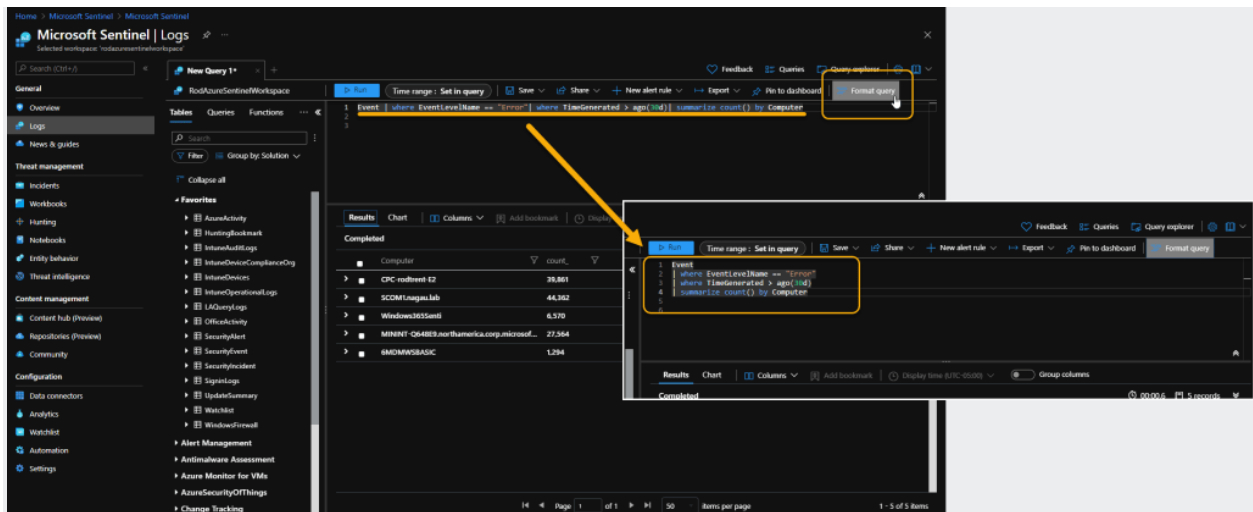 Home > Microsoft Sentinel > Microsoft Sentinel
Microsoft Sentinel | Logs
Selected workspace: 'rodazuresentinelworkspace'
Search (Ctrl+/)
General
Overview
Logs
News & guides
Threat management
Incidents
Workbooks
Hunting
Notebooks
Entity behavior
Threat intelligence
Content management
Content hub (Preview)
Repositories (Preview)
Community
Configuration
Data connectors
Analytics
Watchlist
Automation
Settings
New Query 1*
Feedback Queries Query explorer
RodAzureSentinelWorkspace
Run Time range : Set in query Save Share New alert rule Export Pin to dashboard Format query
Tables Queries Functions
Search
Filter Group by: Solution
Collapse all
Favorites
AzureActivity
HuntingBookmark
IntuneAuditLogs
IntuneDeviceComplianceOrg
IntuneDevices
IntuneOperationalLogs
LAQueryLogs
OfficeActivity
SecurityAlert
SecurityEvent
SecurityIncident
SigninLogs
UpdateSummary
Watchlist
WindowsFirewall
Alert Management
Antimalware Assessment
Azure Monitor for VMs
AzureSecurityOfThings
Change Tracking
1 Event | where EventLevelName == "Error"| where TimeGenerated > ago(30d)| summarize count() by Computer
2
3
Results Chart Columns Add bookmark Display
Completed
Computer count_
CPC-rodtrent-E2 39,861
SCOM1.nagau.lab 44,362
Windows365Senti 6,570
MININT-Q648E9.northamerica.corp.microsof... 27,564
6MDMWSBASIC 1,294
Page 1 of 1 50 items per page 1 - 5 of 5 items
Feedback Queries Query explorer
Run Time range : Set in query Save Share New alert rule Export Pin to dashboard Format query
1 Event
2 | where EventLevelName == "Error"
3 | where TimeGenerated > ago(30d)
4 | summarize count() by Computer
5
6
Results Chart Columns Add bookmark Display time (UTC-05:00) Group columns
Completed 00:00.6 5 records